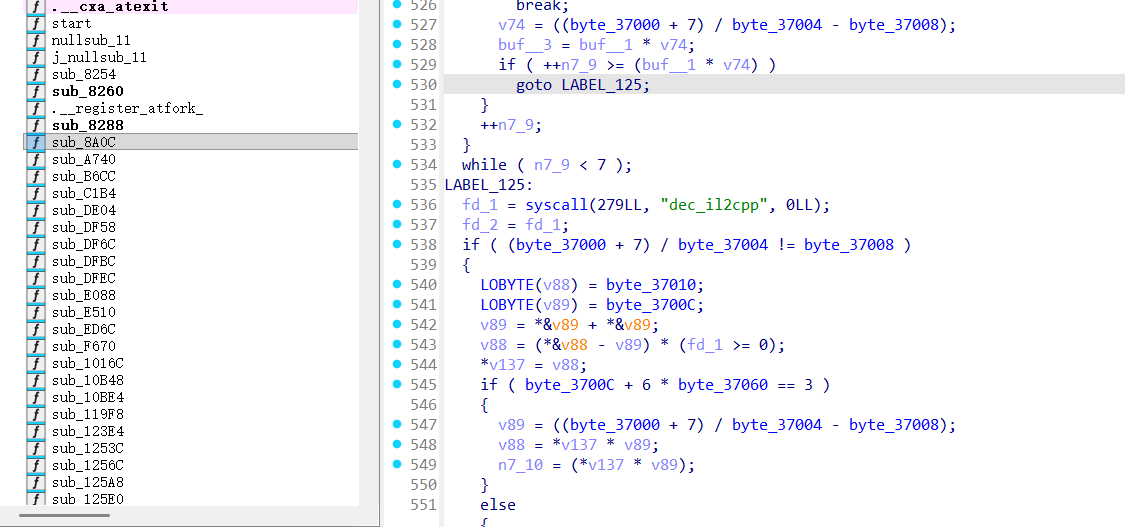 .__cxa_atexit
start
nullsub_11
j_nullsub_11
sub_8254
sub_8260
.__register_atfork_
sub_8288
sub_8A0C
sub_A740
sub_B6CC
sub_C1B4
sub_DE04
sub_DF58
sub_DF6C
sub_DFBC
sub_DFEC
sub_E088
sub_E510
sub_ED6C
sub_F670
sub_1016C
sub_10B48
sub_10BE4
sub_119F8
sub_123E4
sub_1253C
sub_1256C
sub_125A8
sub_125E0
526 break;
527 v74 = ((byte_37000 + 7) / byte_37004 - byte_37008);
528 buf__3 = buf__1 * v74;
529 if ( ++n7_9 >= (buf__1 * v74) )
530 goto LABEL_125;
531 }
532 ++n7_9;
533 }
534 while ( n7_9 < 7 );
535 LABEL_125:
536 fd_1 = syscall(279LL, "dec_il2cpp", 0LL);
537 fd_2 = fd_1;
538 if ( (byte_37000 + 7) / byte_37004 != byte_37008 )
539 {
540 LOBYTE(v88) = byte_37010;
541 LOBYTE(v89) = byte_3700C;
542 v89 = *&v89 + *&v89;
543 v88 = (*&v88 - v89) * (fd_1 >= 0);
544 *v137 = v88;
545 if ( byte_3700C + 6 * byte_37060 == 3 )
546 {
547 v89 = ((byte_37000 + 7) / byte_37004 - byte_37008);
548 v88 = *v137 * v89;
549 n7_10 = (*v137 * v89);
550 }
551 else
{